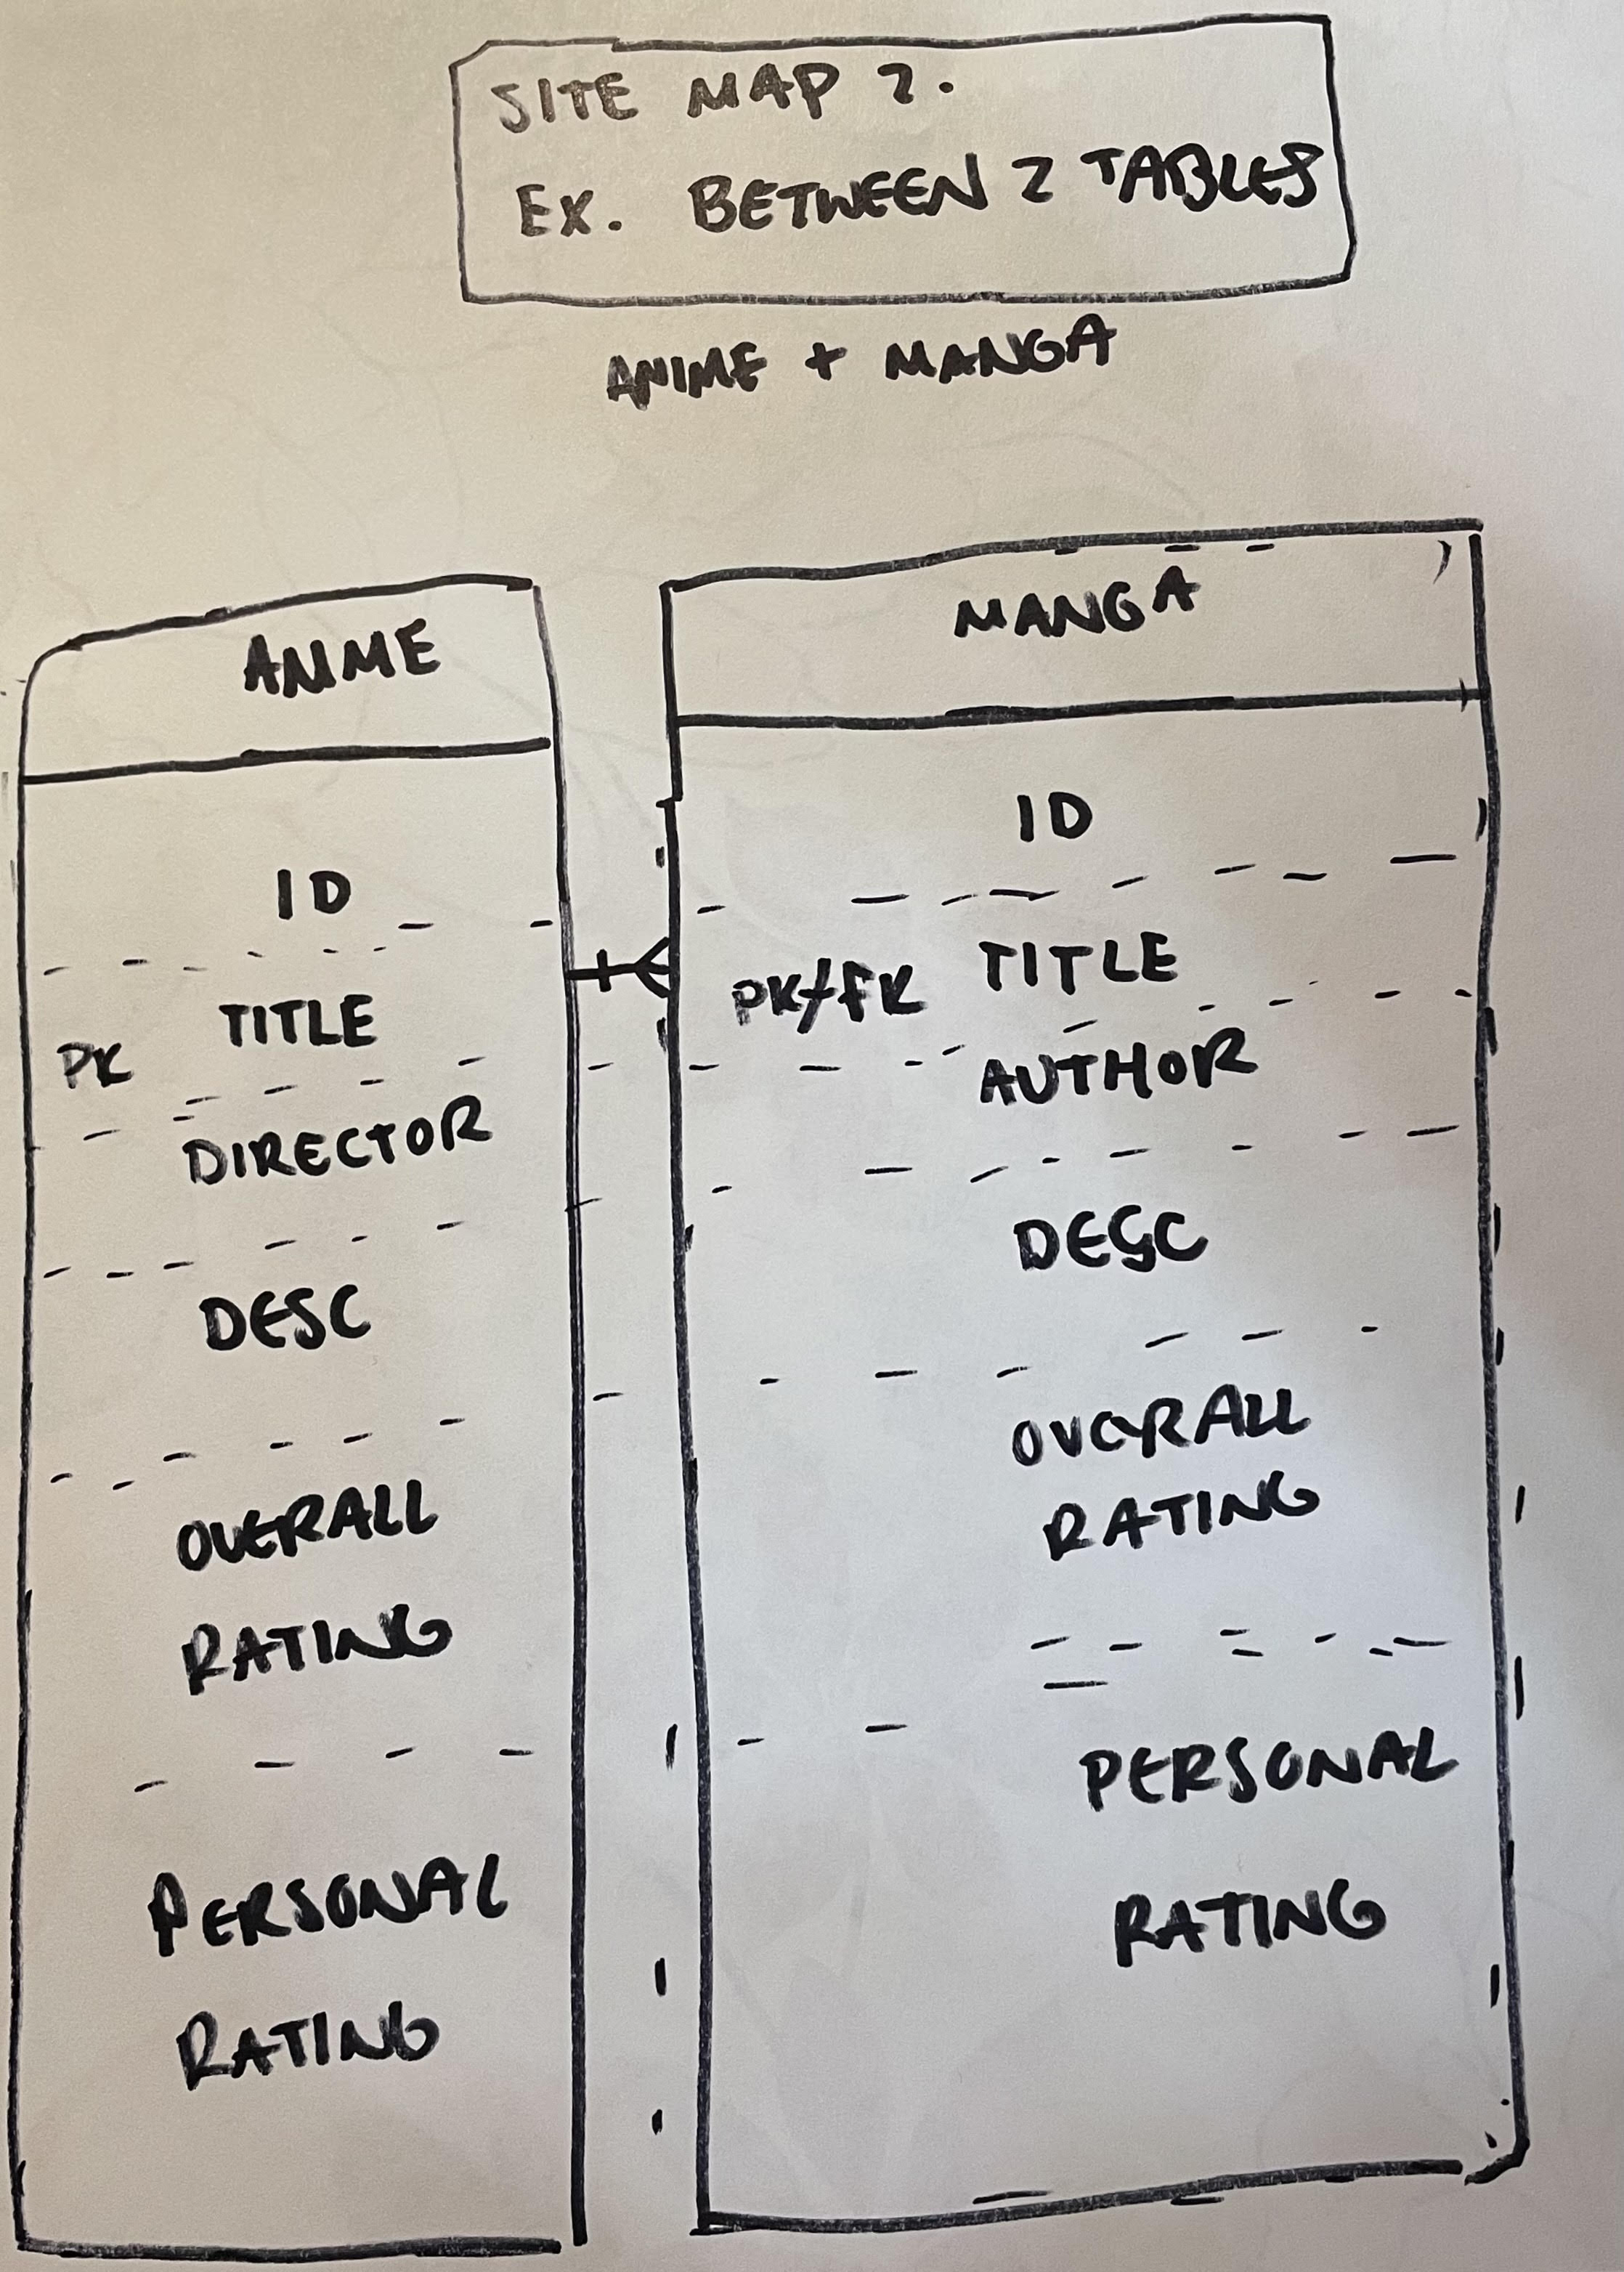 SITE MAP 2.
EX. BETWEEN 2 TABLES
ANIME + MANGA
ANIME
ID
TITLE
PK
DIRECTOR
DESC
OVERALL
RATING
PERSONAL
RATING
MANGA
ID
PK/FK TITLE
AUTHOR
DESC
OVERALL
RATING
PERSONAL
RATING